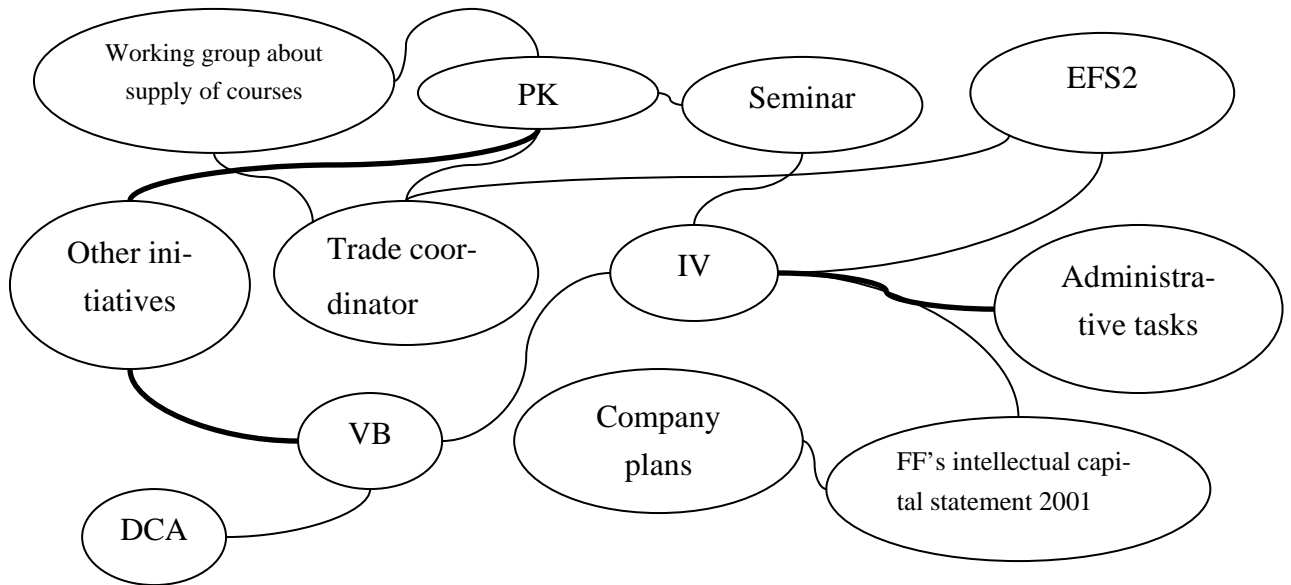 Working group about
supply of courses
PK
Seminar
EFS2
Other ini-
tiatives
Trade coor-
dinator
IV
Administra-
tive tasks
VB
Company
plans
FF’s intellectual capi-
tal statement 2001
DCA